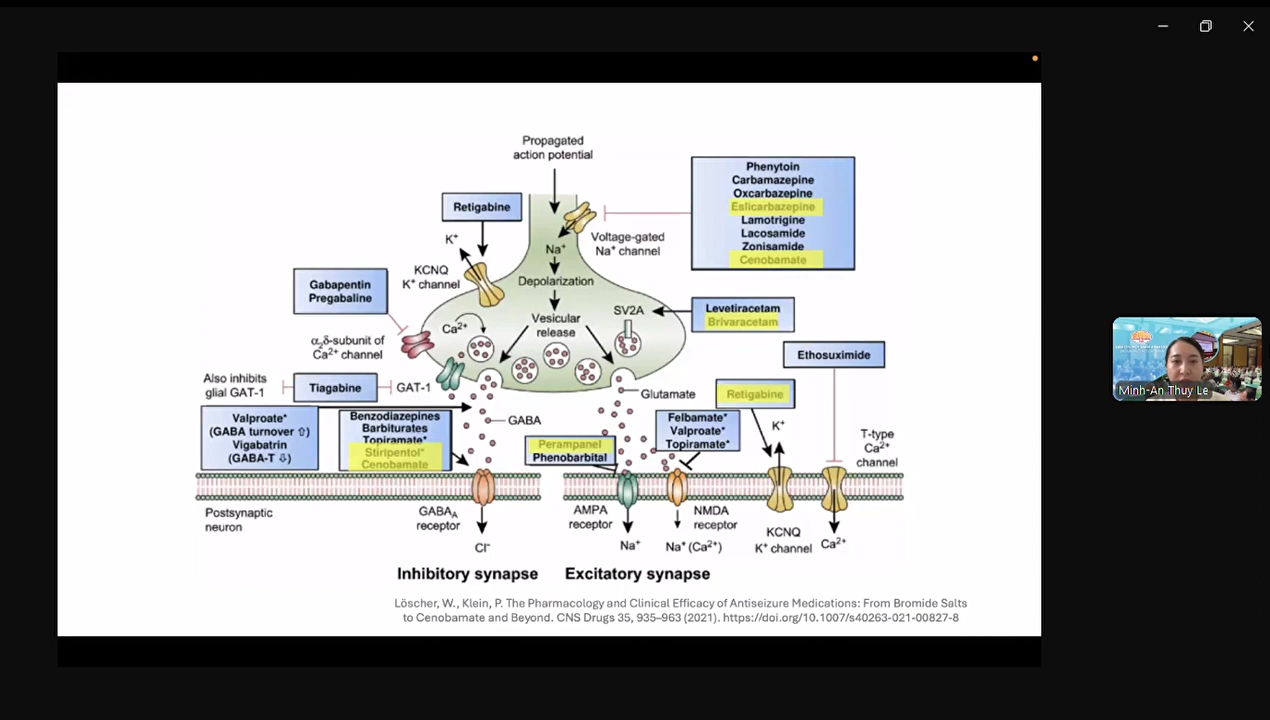 Propagated
action potential
Retigabine
K⁺
KCNQ
K⁺ channel
Na⁺
Voltage-gated
Na⁺ channel
Phenytoin
Carbamazepine
Oxcarbazepine
Eslicarbazepine
Lamotrigine
Lacosamide
Zonisamide
Cenobamate
Depolarization
Gabapentin
Pregabaline
Vesicular
release
SV2A
Levetiracetam
Brivaracetam
Ca²⁺
α₂δ-subunit of
Ca²⁺ channel
Ethosuximide
Also inhibits
glial GAT-1
Tiagabine
GAT-1
Glutamate
Retigabine
Valproate*
(GABA turnover ⇧)
Vigabatrin
(GABA-T ⇩)
Benzodiazepines
Barbiturates
Topiramate*
Stiripentol*
Cenobamate
GABA
Perampanel
Phenobarbital
Felbamate*
Valproate*
Topiramate*
K⁺
T-type
Ca²⁺
channel
Postsynaptic
neuron
GABAA
receptor
Cl⁻
AMPA
receptor
Na⁺
NMDA
receptor
Na⁺ (Ca²⁺)
KCNQ
K⁺ channel
Ca²⁺
Inhibitory synapse
Excitatory synapse
Löscher, W., Klein, P. The Pharmacology and Clinical Efficacy of Antiseizure Medications: From Bromide Salts
to Cenobamate and Beyond. CNS Drugs 35, 935–963 (2021). https://doi.org/10.1007/s40263-021-00827-8
Minh-An Thuy Le